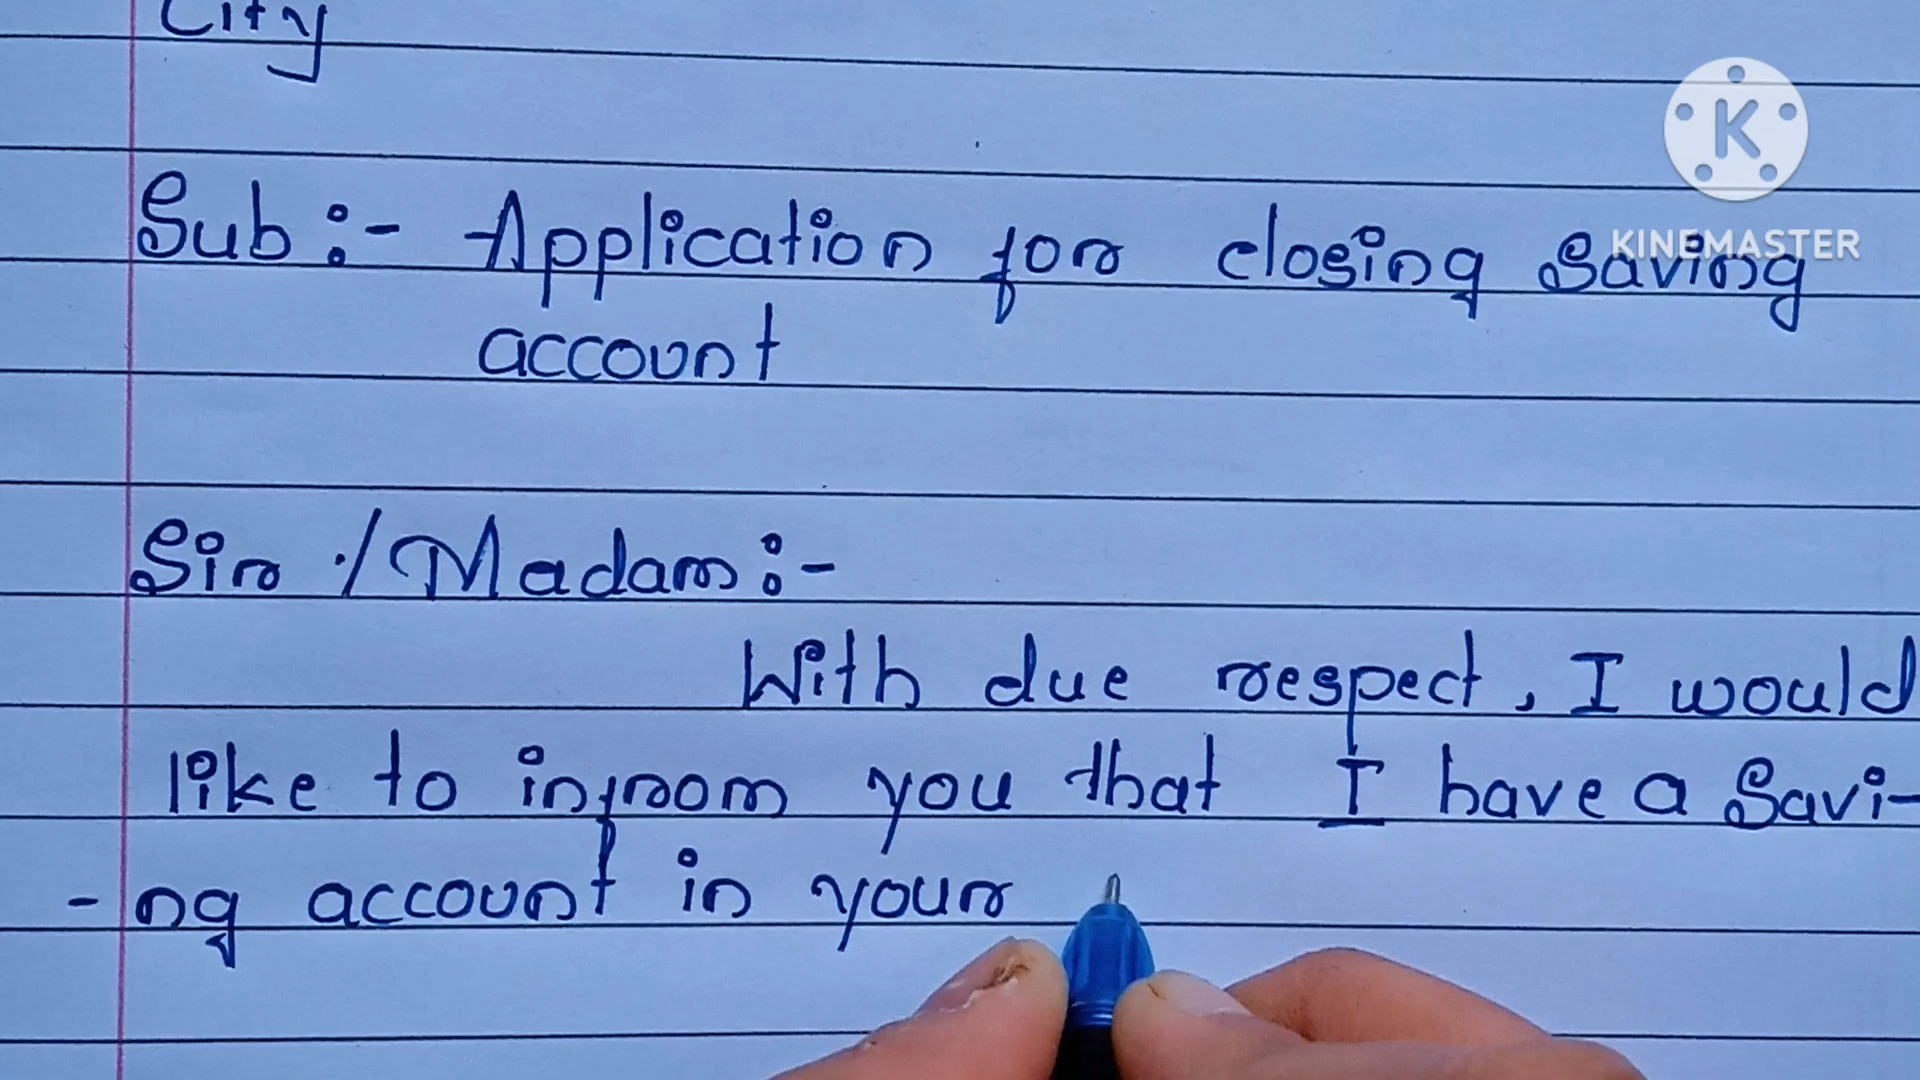 City
K
KINEMASTER
Sub :- Application for closing saving
account
Sir ./Madam :-
With due respect, I would
like to infrom you that I have a Savi-
-ng account in your